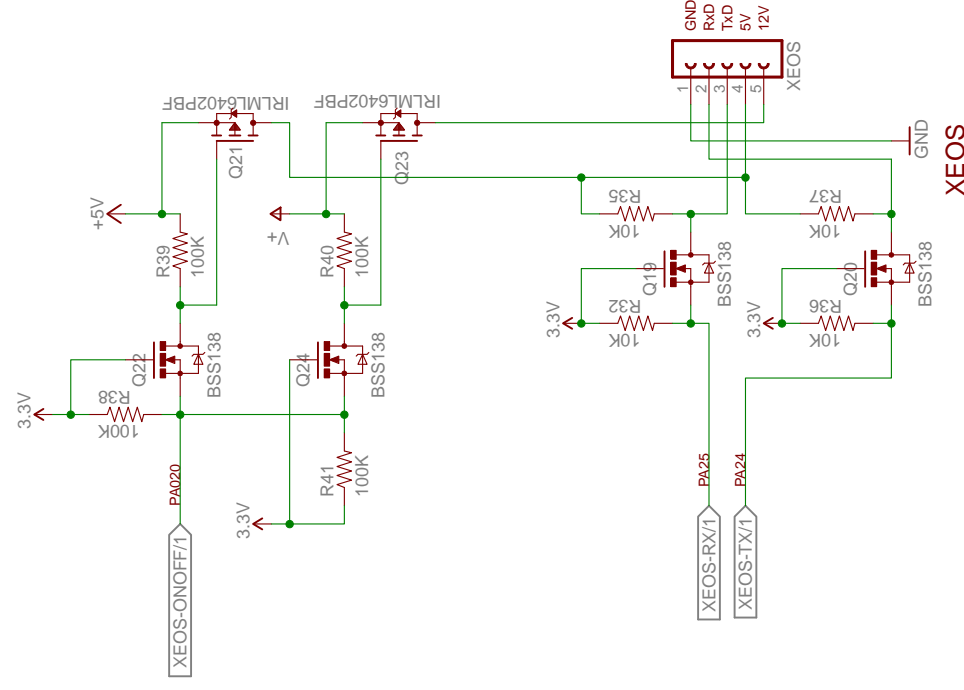 GND
RxD
TxD
5V
12V
1
2
3
4
5
XEOS
IRLML6402PBF
IRLML6402PBF
Q21
Q23
GND
XEOS
+5V
V+
R39
100K
R40
100K
R35
10K
R37
10K
Q19
BSS138
Q20
BSS138
3.3V
R32
10K
3.3V
R36
10K
Q22
BSS138
Q24
BSS138
3.3V
R38
100K
R41
100K
3.3V
PA020
PA25
PA24
XEOS-ONOFF/1
XEOS-RX/1
XEOS-TX/1